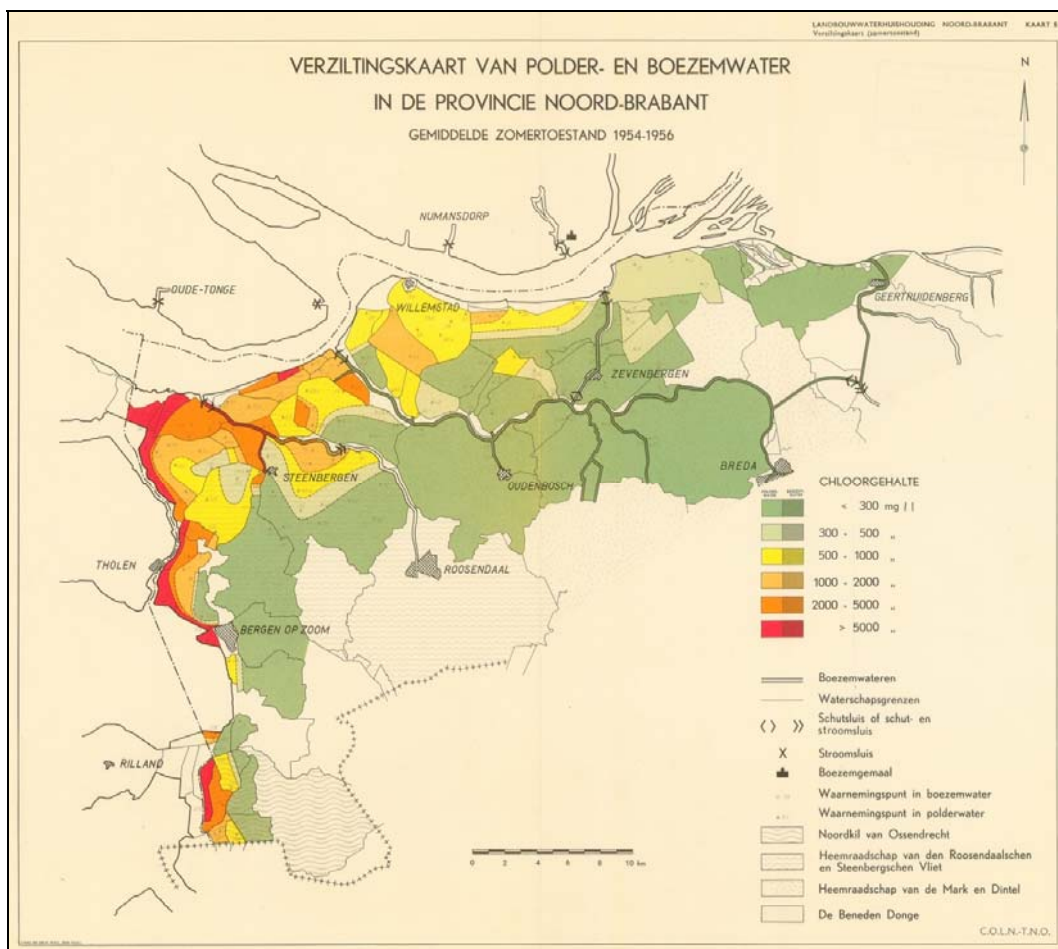 LANDBOUWWATERHUISHOUDING NOORD-BRABANT KAART
Verziltingskaart (zomertoestand)
VERZILTINGSKAART VAN POLDER- EN BOEZEMWATER
IN DE PROVINCIE NOORD-BRABANT
GEMIDDELDE ZOMERTOESTAND 1954-1956
N
NUMANSDORP
OUDE-TONGE
WILLEMSTAD
GEERTRUIDENBERG
ZEVENBERGEN
STEENBERGEN
OUDENBOSCH
BREDA
THOLEN
ROOSENDAAL
BERGEN OP ZOOM
RILLAND
CHLOORGEHALTE
POLDER- WATER BOEZEM- WATER
< 300 mg / l
300 - 500 "
500 - 1000 "
1000 - 2000 "
2000 - 5000 "
> 5000 "
Boezemwateren
Waterschapsgrenzen
Schutsluis of schut- en
stroomsluis
Stroomsluis
Boezemgemaal
Waarnemingspunt in boezemwater
Waarnemingspunt in polderwater
Noordkil van Ossendrecht
Heemraadschap van den Roosendaalschen
en Steenbergschen Vliet
Heemraadschap van de Mark en Dintel
De Beneden Donge
0 2 4 6 8 10 km
C.O.L.N.-T.N.O.